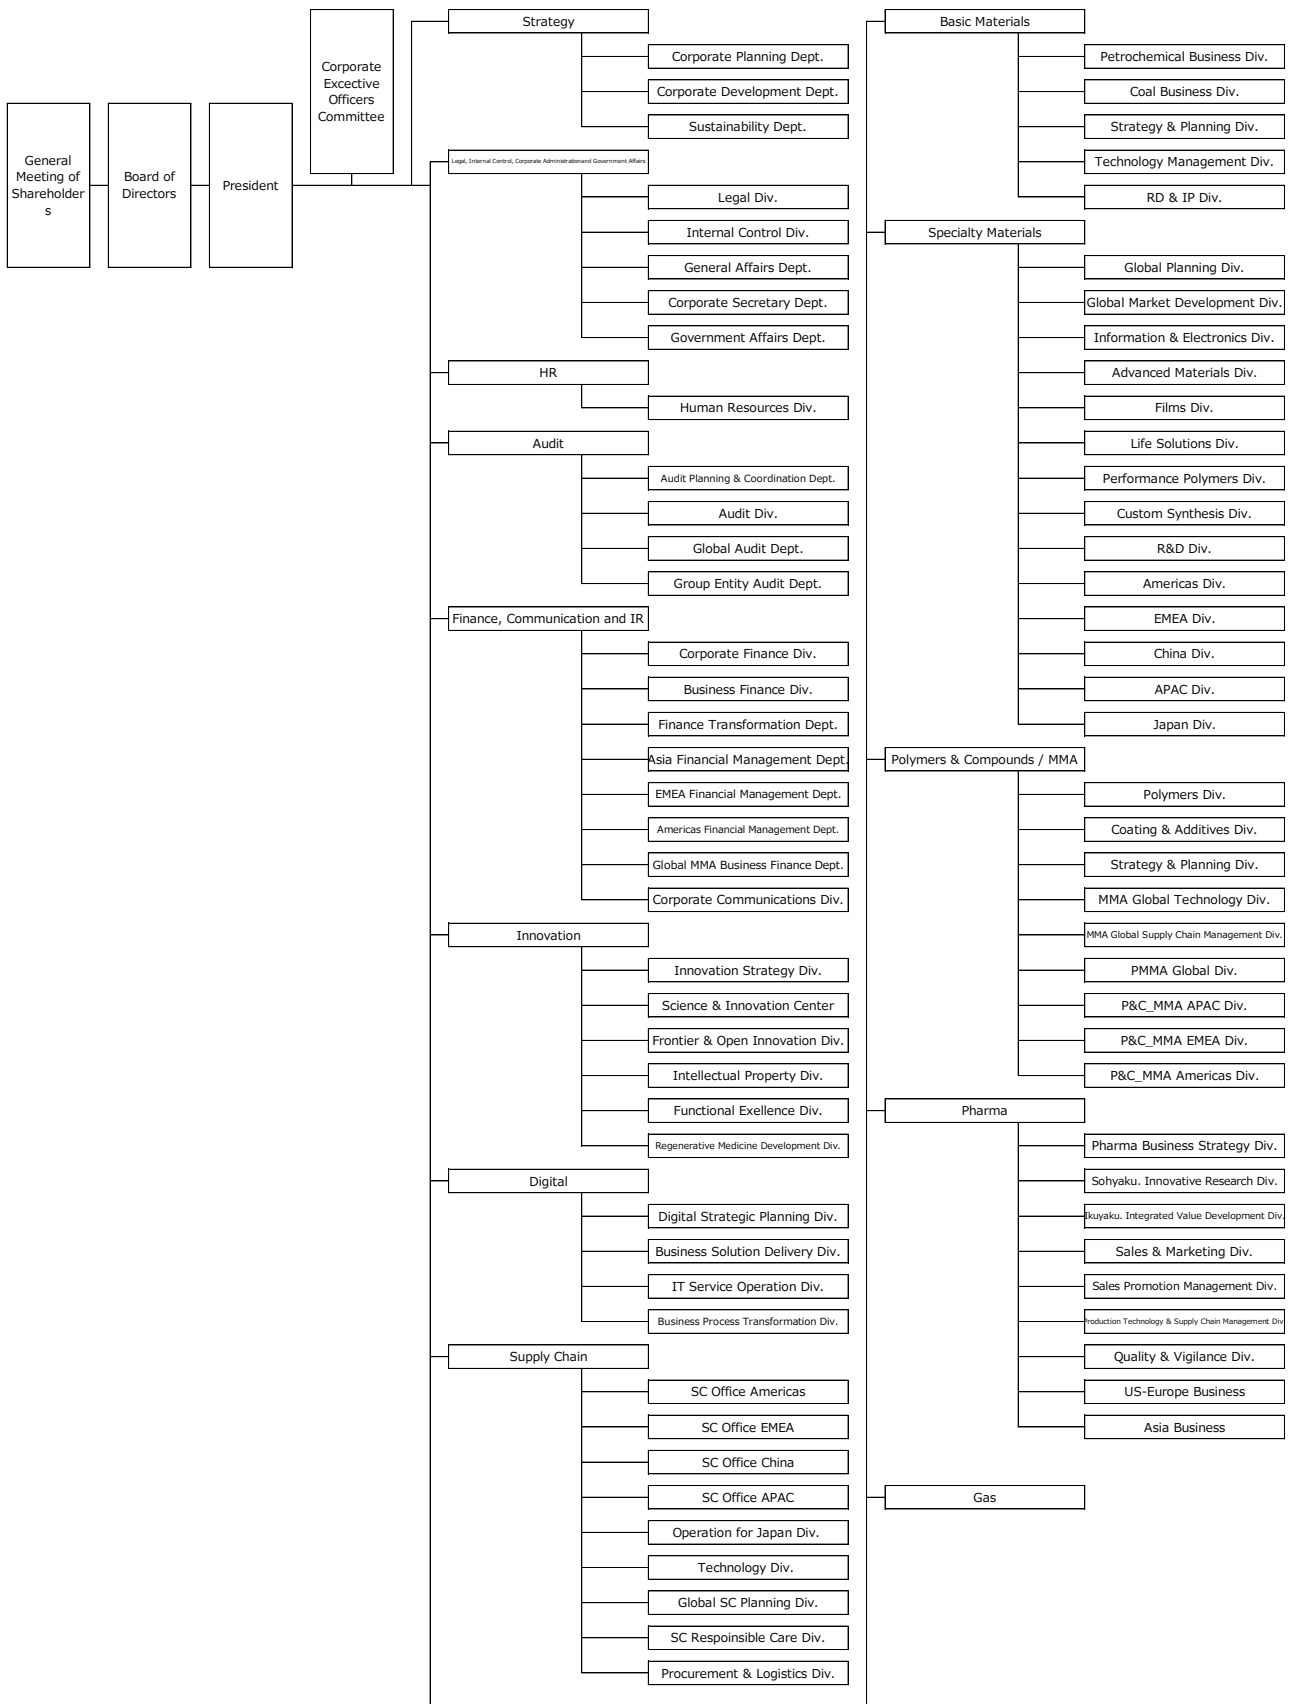 General
Meeting of
Shareholder
s
Board of
Directors
President
Corporate
Excective
Officers
Committee
Strategy
Corporate Planning Dept.
Corporate Development Dept.
Sustainability Dept.
Legal, Internal Control, Corporate Administrationand Government Affairs
Legal Div.
Internal Control Div.
General Affairs Dept.
Corporate Secretary Dept.
Government Affairs Dept.
HR
Human Resources Div.
Audit
Audit Planning & Coordination Dept.
Audit Div.
Global Audit Dept.
Group Entity Audit Dept.
Finance, Communication and IR
Corporate Finance Div.
Business Finance Div.
Finance Transformation Dept.
Asia Financial Management Dept.
EMEA Financial Management Dept.
Americas Financial Management Dept.
Global MMA Business Finance Dept.
Corporate Communications Div.
Innovation
Innovation Strategy Div.
Science & Innovation Center
Frontier & Open Innovation Div.
Intellectual Property Div.
Functional Exellence Div.
Regenerative Medicine Development Div.
Digital
Digital Strategic Planning Div.
Business Solution Delivery Div.
IT Service Operation Div.
Business Process Transformation Div.
Supply Chain
SC Office Americas
SC Office EMEA
SC Office China
SC Office APAC
Operation for Japan Div.
Technology Div.
Global SC Planning Div.
SC Respoinsible Care Div.
Procurement & Logistics Div.
Basic Materials
Petrochemical Business Div.
Coal Business Div.
Strategy & Planning Div.
Technology Management Div.
RD & IP Div.
Specialty Materials
Global Planning Div.
Global Market Development Div.
Information & Electronics Div.
Advanced Materials Div.
Films Div.
Life Solutions Div.
Performance Polymers Div.
Custom Synthesis Div.
R&D Div.
Americas Div.
EMEA Div.
China Div.
APAC Div.
Japan Div.
Polymers & Compounds / MMA
Polymers Div.
Coating & Additives Div.
Strategy & Planning Div.
MMA Global Technology Div.
MMA Global Supply Chain Management Div.
PMMA Global Div.
P&C_MMA APAC Div.
P&C_MMA EMEA Div.
P&C_MMA Americas Div.
Pharma
Pharma Business Strategy Div.
Sohyaku. Innovative Research Div.
Ikuyaku. Integrated Value Development Div.
Sales & Marketing Div.
Sales Promotion Management Div.
Production Technology & Supply Chain Management Div
Quality & Vigilance Div.
US-Europe Business
Asia Business
Gas